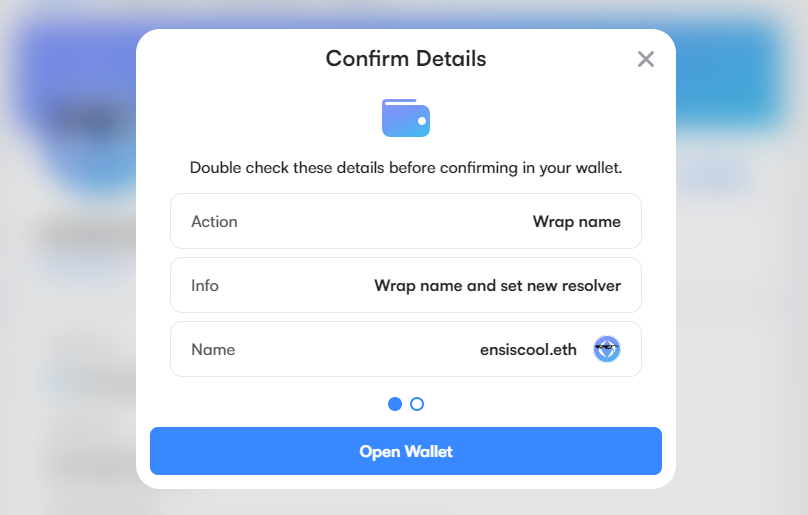 Confirm Details
Double check these details before confirming in your wallet.
Action Wrap name
Info Wrap name and set new resolver
Name ensiscool.eth
Open Wallet